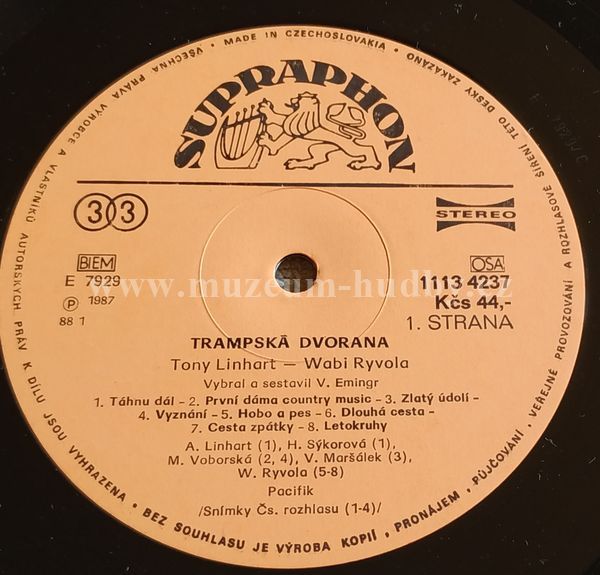 VŠECHNA PRÁVA VÝROBCE A VLASTNÍKŮ AUTORSKÝCH PRÁV K DÍLU JSOU VYHRAZENA • BEZ SOUHLASU JE VÝROBA KOPIÍ, PRONÁJEM, PŮJČOVÁNÍ, VEŘEJNÉ PROVOZOVÁNÍ A ROZHLASOVÉ ŠÍŘENÍ TÉTO DESKY ZAKÁZÁNO • MADE IN CZECHOSLOVAKIA •
SUPRAPHON
33
STEREO
BIEM
OSA
E 7929
1113 4237
www.muzeum-hudby.cz
Ⓟ 1987
Kčs 44,-
88 1
1. STRANA
TRAMPSKÁ DVORANA
Tony Linhart – Wabi Ryvola
Vybral a sestavil V. Emingr
1. Táhnu dál – 2. První dáma country music – 3. Zlatý údolí –
4. Vyznání – 5. Hobo a pes – 6. Dlouhá cesta –
7. Cesta zpátky – 8. Letokruhy
A. Linhart (1), H. Sýkorová (1),
M. Voborská (2, 4), V. Maršálek (3),
W. Ryvola (5-8)
Pacifik
/Snímky Čs. rozhlasu (1-4)/